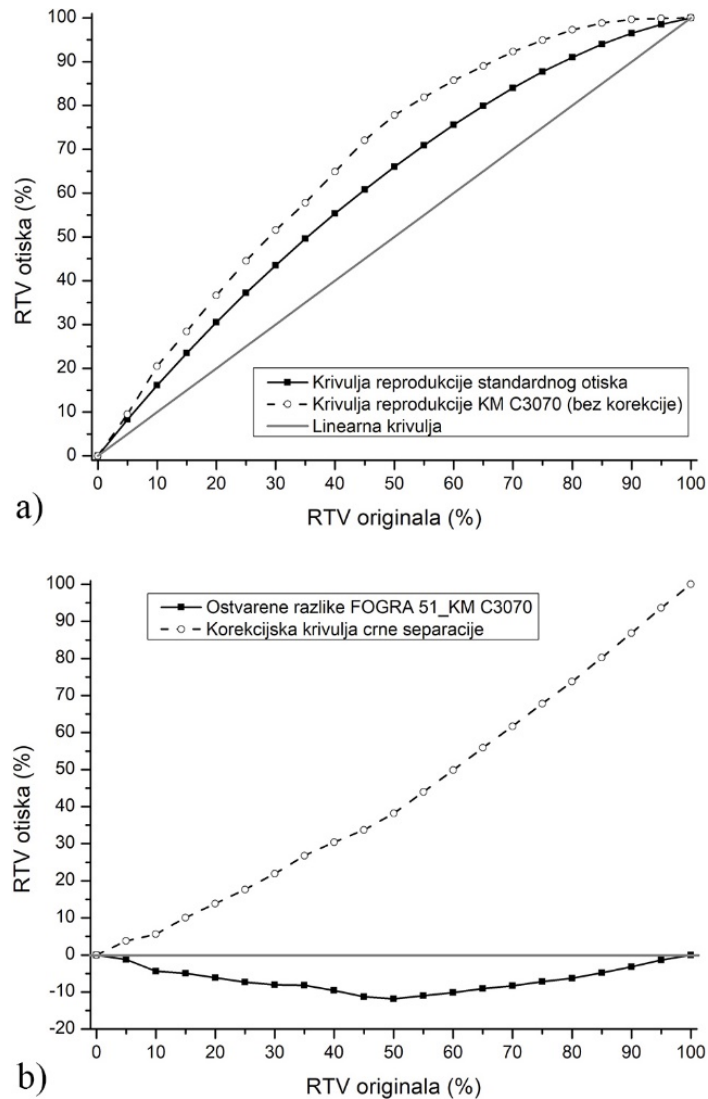 100
90
80
70
60
50
40
30
20
10
0
RTV otiska (%)
Krivulja reprodukcije standardnog otiska
Krivulja reprodukcije KM C3070 (bez korekcije)
Linearna krivulja
0 10 20 30 40 50 60 70 80 90 100
RTV originala (%)
a)
100
90
80
70
60
50
40
30
20
10
0
-10
-20
RTV otiska (%)
Ostvarene razlike FOGRA 51_KM C3070
Korekcijska krivulja crne separacije
0 10 20 30 40 50 60 70 80 90 100
RTV originala (%)
b)